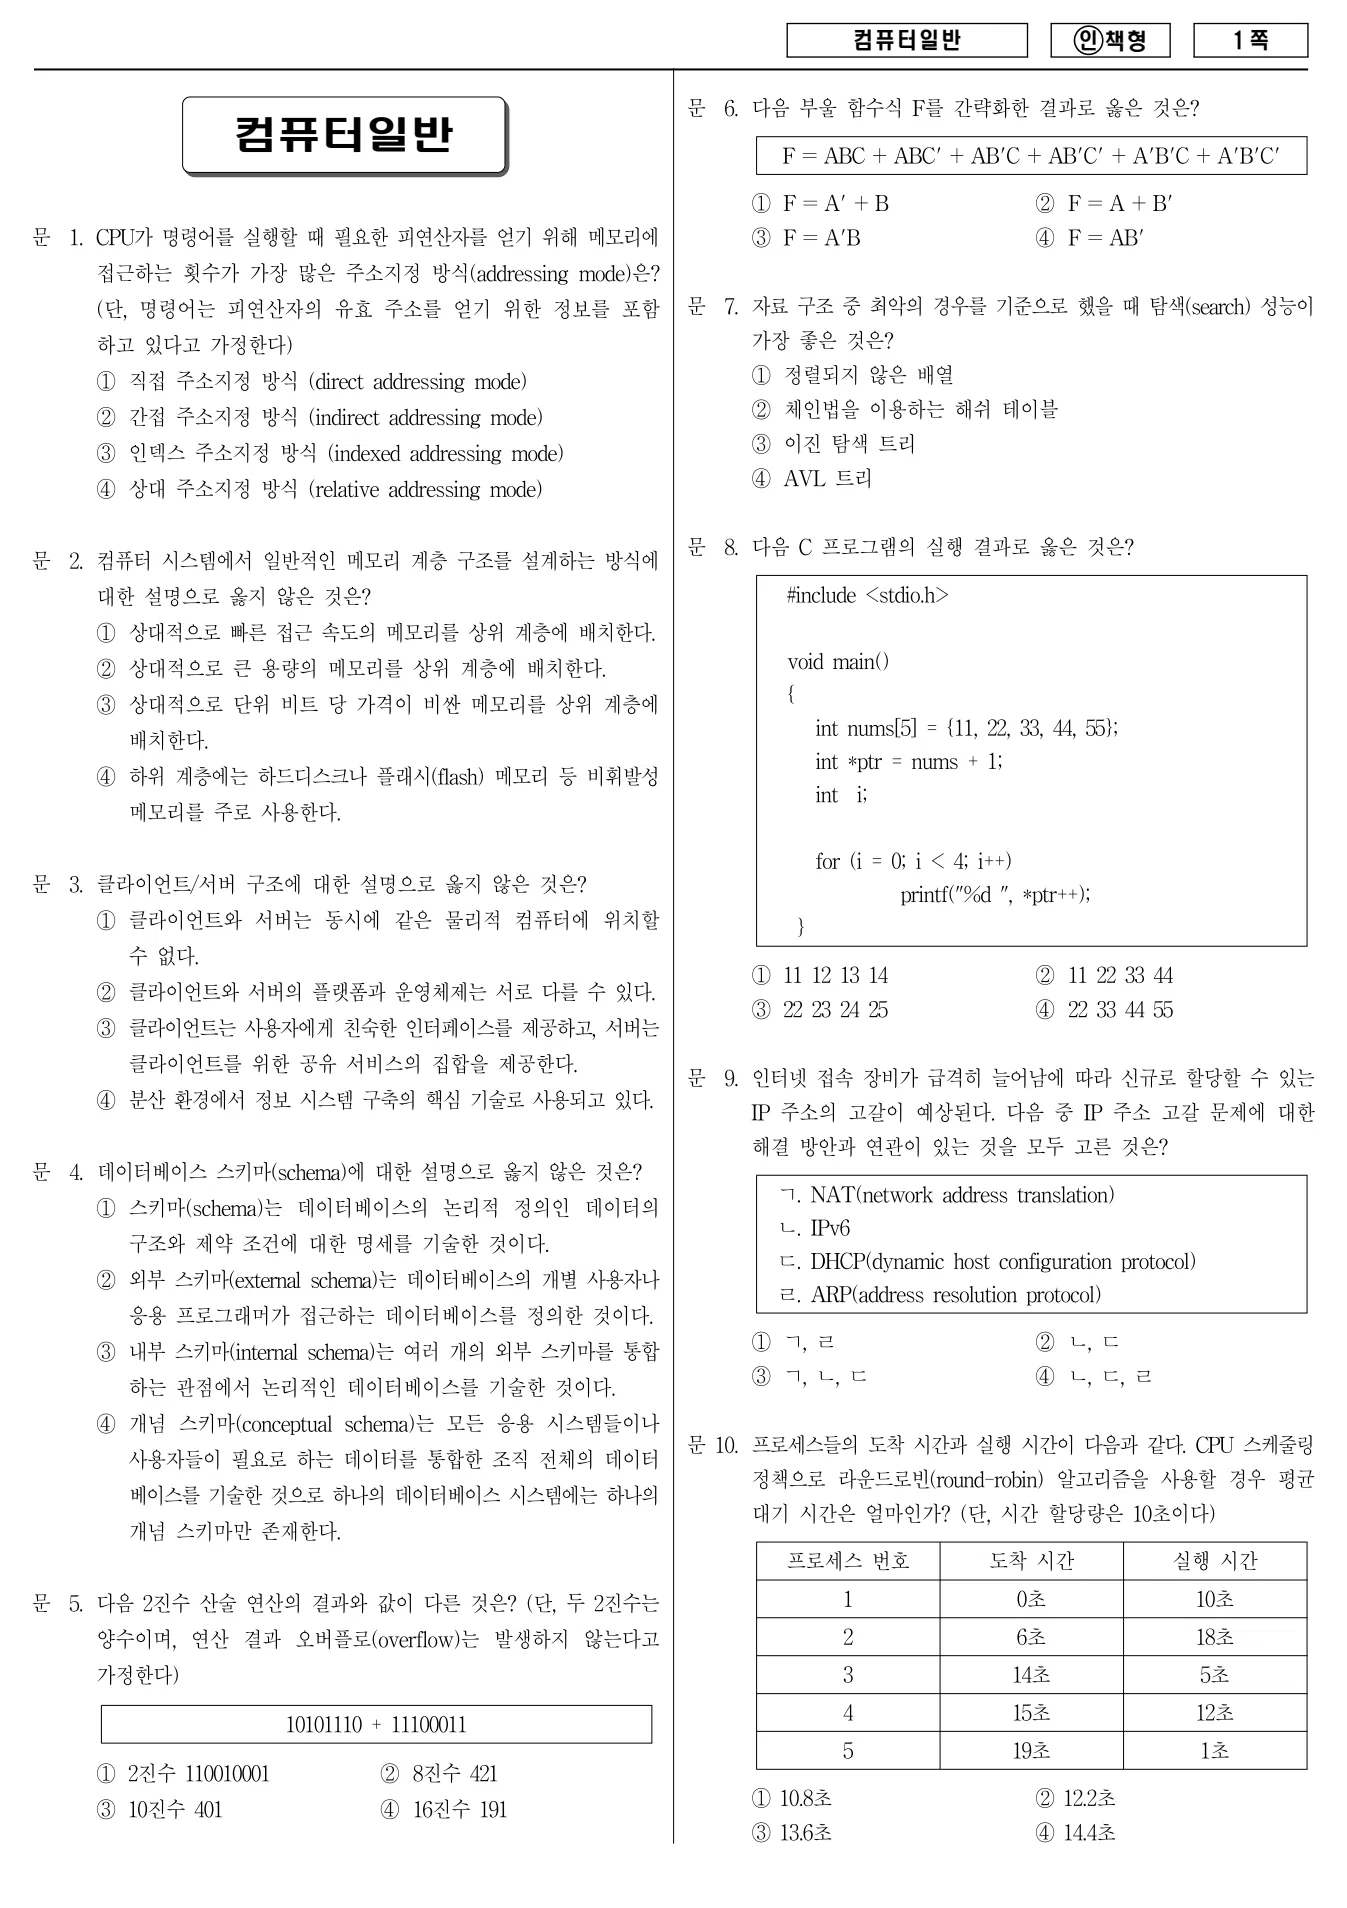 컴퓨터일반 ㉑책형 1 쪽
컴퓨터일반
문 1. CPU가 명령어를 실행할 때 필요한 피연산자를 얻기 위해 메모리에
접근하는 횟수가 가장 많은 주소지정 방식(addressing mode)은?
(단, 명령어는 피연산자의 유효 주소를 얻기 위한 정보를 포함
하고 있다고 가정한다)
① 직접 주소지정 방식 (direct addressing mode)
② 간접 주소지정 방식 (indirect addressing mode)
③ 인덱스 주소지정 방식 (indexed addressing mode)
④ 상대 주소지정 방식 (relative addressing mode)
문 2. 컴퓨터 시스템에서 일반적인 메모리 계층 구조를 설계하는 방식에
대한 설명으로 옳지 않은 것은?
① 상대적으로 빠른 접근 속도의 메모리를 상위 계층에 배치한다.
② 상대적으로 큰 용량의 메모리를 상위 계층에 배치한다.
③ 상대적으로 단위 비트 당 가격이 비싼 메모리를 상위 계층에
배치한다.
④ 하위 계층에는 하드디스크나 플래시(flash) 메모리 등 비휘발성
메모리를 주로 사용한다.
문 3. 클라이언트/서버 구조에 대한 설명으로 옳지 않은 것은?
① 클라이언트와 서버는 동시에 같은 물리적 컴퓨터에 위치할
수 없다.
② 클라이언트와 서버의 플랫폼과 운영체제는 서로 다를 수 있다.
③ 클라이언트는 사용자에게 친숙한 인터페이스를 제공하고, 서버는
클라이언트를 위한 공유 서비스의 집합을 제공한다.
④ 분산 환경에서 정보 시스템 구축의 핵심 기술로 사용되고 있다.
문 4. 데이터베이스 스키마(schema)에 대한 설명으로 옳지 않은 것은?
① 스키마(schema)는 데이터베이스의 논리적 정의인 데이터의
구조와 제약 조건에 대한 명세를 기술한 것이다.
② 외부 스키마(external schema)는 데이터베이스의 개별 사용자나
응용 프로그래머가 접근하는 데이터베이스를 정의한 것이다.
③ 내부 스키마(internal schema)는 여러 개의 외부 스키마를 통합
하는 관점에서 논리적인 데이터베이스를 기술한 것이다.
④ 개념 스키마(conceptual schema)는 모든 응용 시스템들이나
사용자들이 필요로 하는 데이터를 통합한 조직 전체의 데이터
베이스를 기술한 것으로 하나의 데이터베이스 시스템에는 하나의
개념 스키마만 존재한다.
문 5. 다음 2진수 산술 연산의 결과와 값이 다른 것은? (단, 두 2진수는
양수이며, 연산 결과 오버플로(overflow)는 발생하지 않는다고
가정한다)
10101110 + 11100011
① 2진수 110010001 ② 8진수 421
③ 10진수 401 ④ 16진수 191
문 6. 다음 부울 함수식 F를 간략화한 결과로 옳은 것은?
F = ABC + ABC′ + AB′C + AB′C′ + A′B′C + A′B′C′
① F = A′ + B ② F = A + B′
③ F = A′B ④ F = AB′
문 7. 자료 구조 중 최악의 경우를 기준으로 했을 때 탐색(search) 성능이
가장 좋은 것은?
① 정렬되지 않은 배열
② 체인법을 이용하는 해쉬 테이블
③ 이진 탐색 트리
④ AVL 트리
문 8. 다음 C 프로그램의 실행 결과로 옳은 것은?
#include <stdio.h>
void main()
{
int nums[5] = {11, 22, 33, 44, 55};
int *ptr = nums + 1;
int i;
for (i = 0; i < 4; i++)
printf("%d ", *ptr++);
}
① 11 12 13 14 ② 11 22 33 44
③ 22 23 24 25 ④ 22 33 44 55
문 9. 인터넷 접속 장비가 급격히 늘어남에 따라 신규로 할당할 수 있는
IP 주소의 고갈이 예상된다. 다음 중 IP 주소 고갈 문제에 대한
해결 방안과 연관이 있는 것을 모두 고른 것은?
ㄱ. NAT(network address translation)
ㄴ. IPv6
ㄷ. DHCP(dynamic host configuration protocol)
ㄹ. ARP(address resolution protocol)
① ㄱ, ㄹ ② ㄴ, ㄷ
③ ㄱ, ㄴ, ㄷ ④ ㄴ, ㄷ, ㄹ
문 10. 프로세스들의 도착 시간과 실행 시간이 다음과 같다. CPU 스케줄링
정책으로 라운드로빈(round-robin) 알고리즘을 사용할 경우 평균
대기 시간은 얼마인가? (단, 시간 할당량은 10초이다)
프로세스 번호 도착 시간 실행 시간
1 0초 10초
2 6초 18초
3 14초 5초
4 15초 12초
5 19초 1초
① 10.8초 ② 12.2초
③ 13.6초 ④ 14.4초